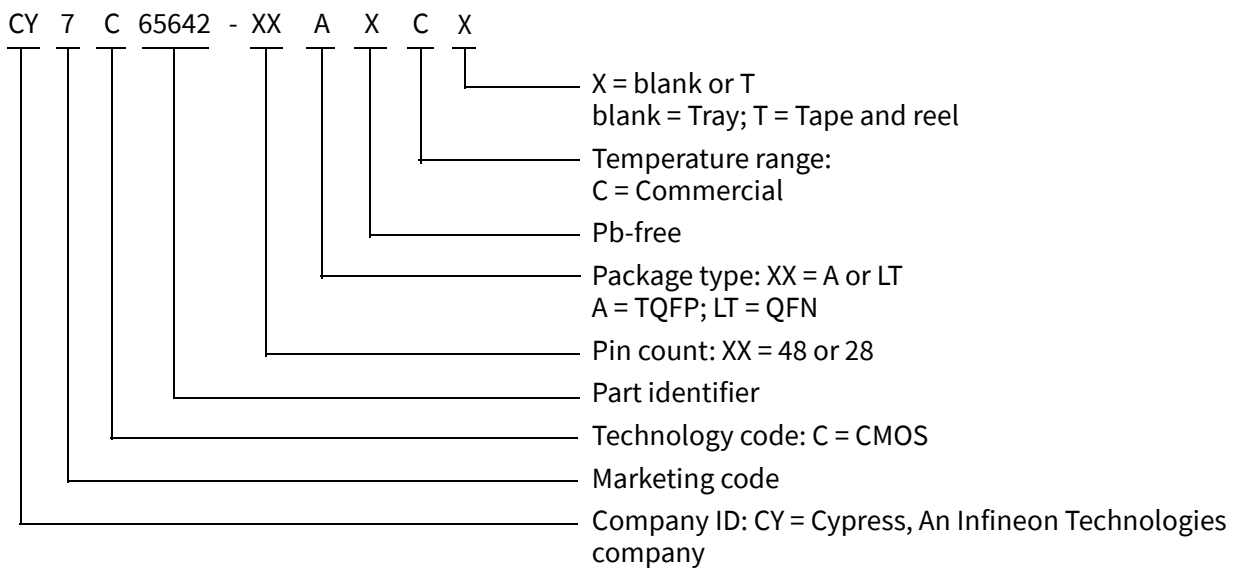 CY 7 C 65642 - XX A X C X
X = blank or T
blank = Tray; T = Tape and reel
Temperature range:
C = Commercial
Pb-free
Package type: XX = A or LT
A = TQFP; LT = QFN
Pin count: XX = 48 or 28
Part identifier
Technology code: C = CMOS
Marketing code
Company ID: CY = Cypress, An Infineon Technologies
company